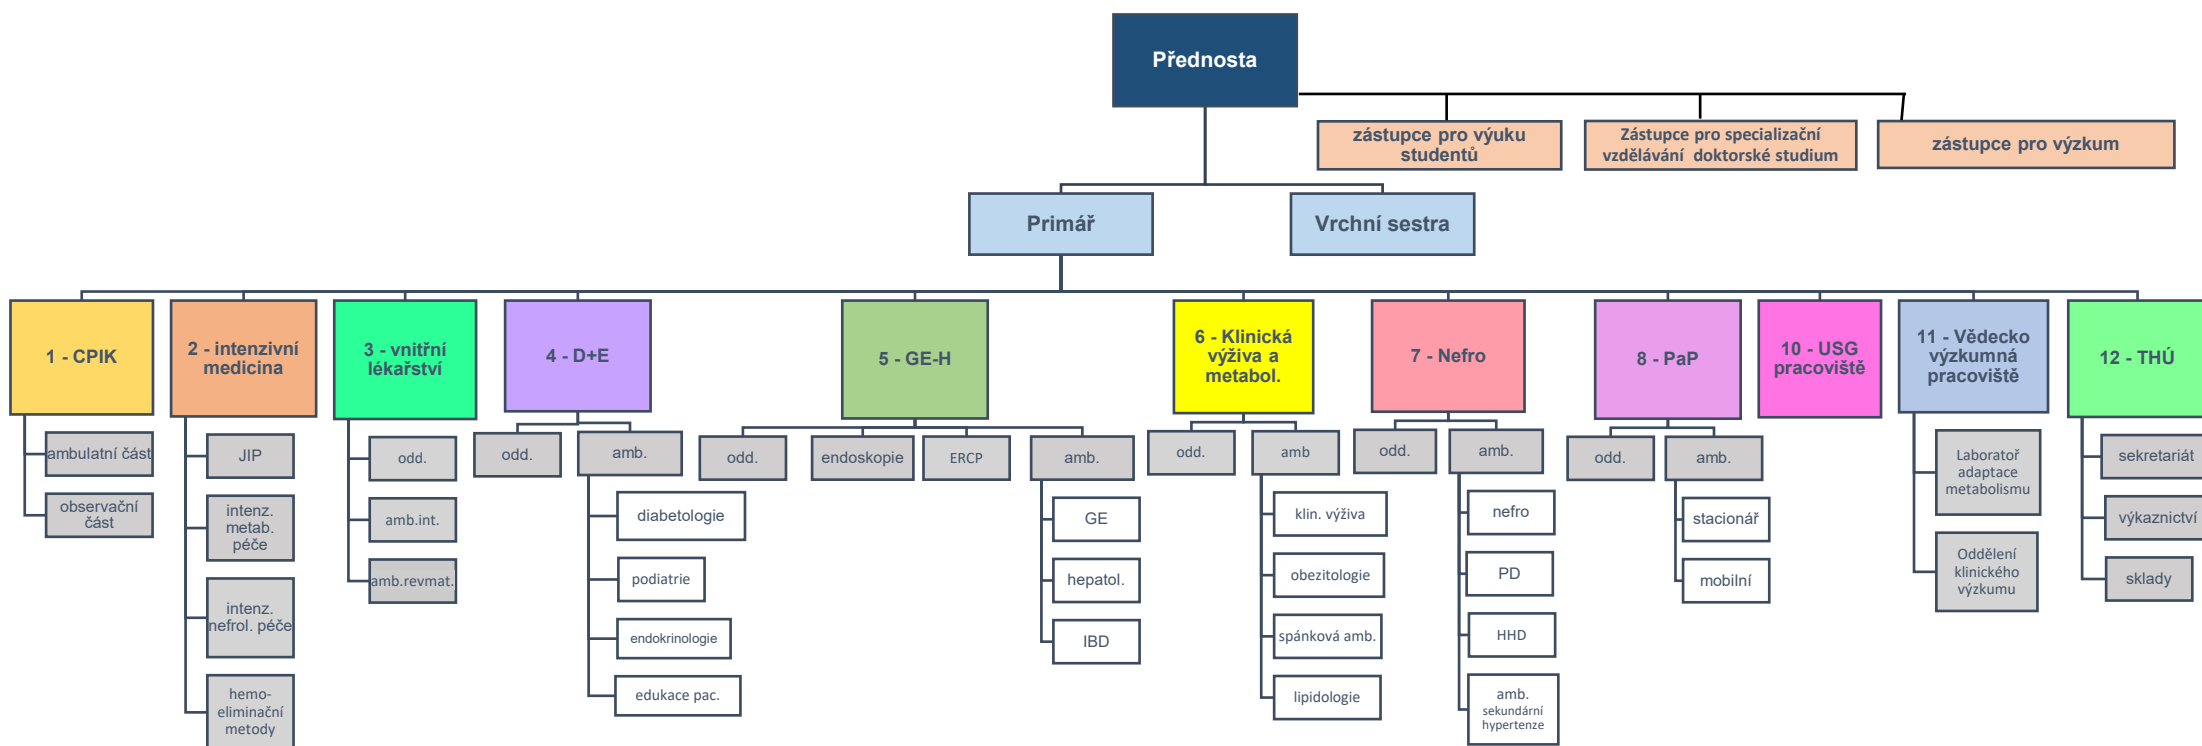 Přednosta
zástupce pro výuku
studentů
Zástupce pro specializační
vzdělávání  doktorské studium
zástupce pro výzkum
Primář
Vrchní sestra
1 - CPIK
2 - intenzivní
medicina
3 - vnitřní
lékařství
4 - D+E
5 - GE-H
6 - Klinická
výživa a
metabol.
7 - Nefro
8 - PaP
10 - USG
pracoviště
11 - Vědecko
výzkumná
pracoviště
12 - THÚ
ambulatní část
observační
část
JIP
intenz.
metab.
péče
intenz.
nefrol. péče
hemo-
eliminační
metody
odd.
amb.int.
amb.revmat.
odd.
amb.
diabetologie
podiatrie
endokrinologie
edukace pac.
odd.
endoskopie
ERCP
amb.
GE
hepatol.
IBD
odd.
amb
klin. výživa
obezitologie
spánková amb.
lipidologie
odd.
amb.
nefro
PD
HHD
amb.
sekundární
hypertenze
odd.
amb.
stacionář
mobilní
Laboratoř
adaptace
metabolismu
Oddělení
klinického
výzkumu
sekretariát
výkaznictví
sklady